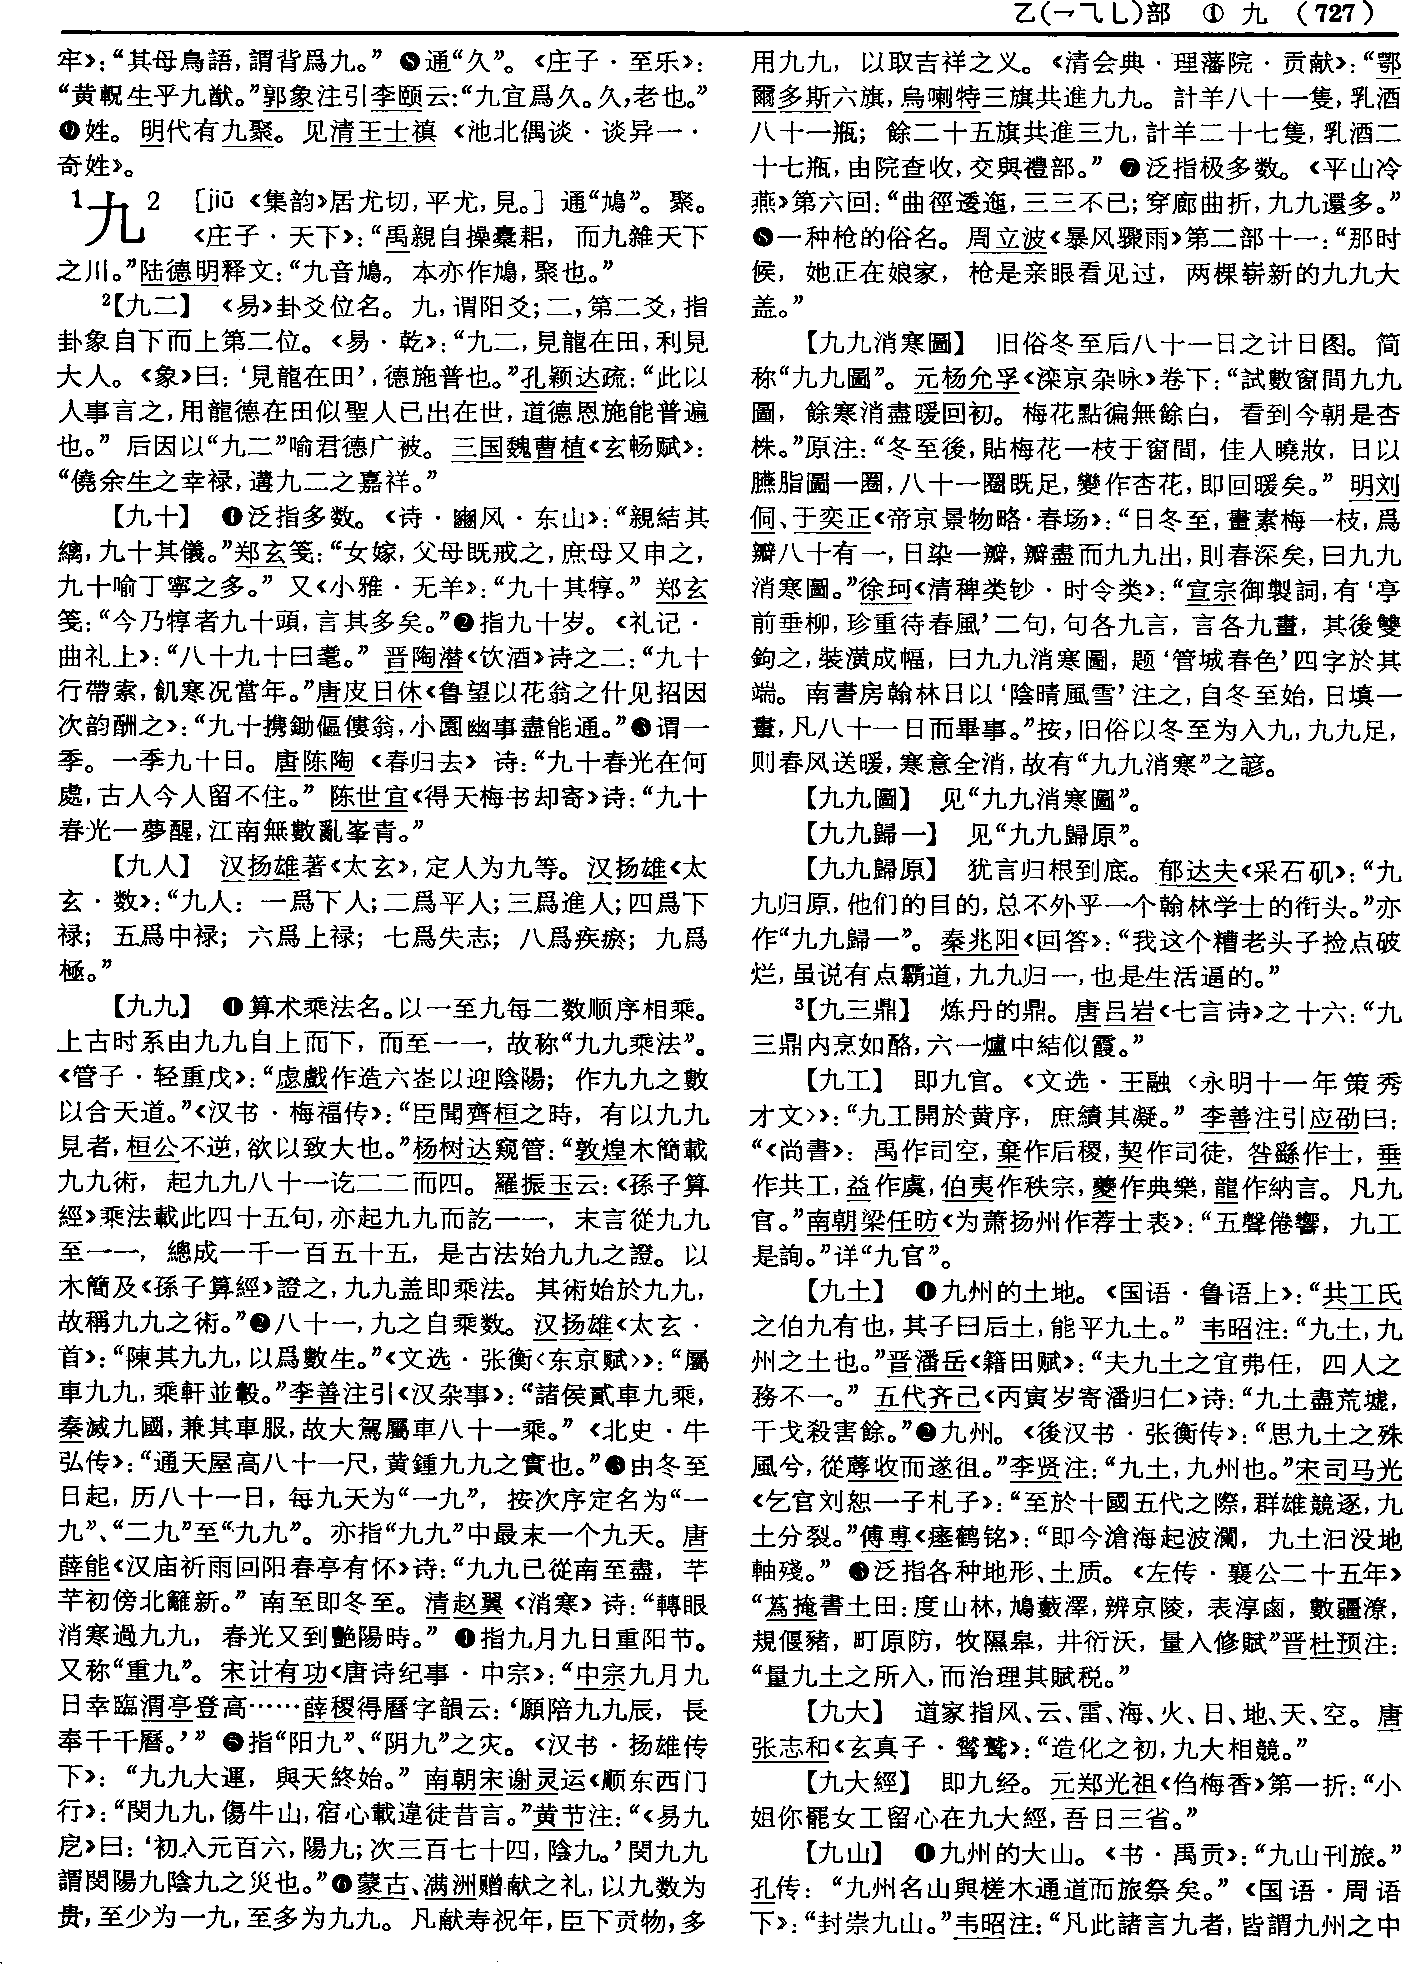 乙(㇀乁乚)部　① 九　(727)
牢》：“其母鳥語，謂背爲九。” ❽通“久”。《庄子·至乐》：
“黄軦生乎九猷。”郭象注引李颐云：“九宜爲久。久，老也。”
❾姓。 明代有九聚。 见清王士禛《池北偶谈·谈异一·
奇姓》。
¹九²　[jiū 《集韵》居尤切，平尤，見。] 通“鳩”。 聚。
《庄子·天下》：“禹親自操橐耜，而九雜天下
之川。”陆德明释文：“九音鳩。 本亦作鳩，聚也。”
²【九二】 《易》卦爻位名。 九，谓阳爻；二，第二爻，指
卦象自下而上第二位。《易·乾》：“九二，見龍在田，利見
大人。《象》曰：‘見龍在田’，德施普也。”孔颖达疏：“此以
人事言之，用龍德在田似聖人已出在世，道德恩施能普遍
也。” 后因以“九二”喻君德广被。 三国魏曹植《玄畅赋》：
“僥余生之幸禄，遘九二之嘉祥。”
【九十】 ❶泛指多数。《诗·豳风·东山》：“親結其
縭，九十其儀。”郑玄笺：“女嫁，父母既戒之，庶母又申之，
九十喻丁寧之多。” 又《小雅·无羊》：“九十其犉。” 郑玄
笺：“今乃犉者九十頭，言其多矣。”❷指九十岁。《礼记·
曲礼上》：“八十九十曰耄。” 晋陶潜《饮酒》诗之二：“九十
行帶索，飢寒况當年。”唐皮日休《鲁望以花翁之什见招因
次韵酬之》：“九十携鋤傴僂翁，小園幽事盡能通。”❸谓一
季。 一季九十日。 唐陈陶《春归去》诗：“九十春光在何
處，古人今人留不住。” 陈世宜《得天梅书却寄》诗：“九十
春光一夢醒，江南無數亂峯青。”
【九人】 汉扬雄著《太玄》，定人为九等。 汉扬雄《太
玄·数》：“九人：一爲下人；二爲平人；三爲進人；四爲下
禄；五爲中禄；六爲上禄；七爲失志；八爲疾瘀；九爲
極。”
【九九】 ❶算术乘法名。以一至九每二数顺序相乘。
上古时系由九九自上而下，而至一一，故称“九九乘法”。
《管子·轻重戊》：“虙戲作造六峜以迎陰陽；作九九之數
以合天道。”《汉书·梅福传》：“臣聞齊桓之時，有以九九
見者，桓公不逆，欲以致大也。”杨树达窥管：“敦煌木簡載
九九術，起九九八十一讫二二而四。 羅振玉云：《孫子算
經》乘法載此四十五句，亦起九九而訖一一，末言從九九
至一一，總成一千一百五十五，是古法始九九之證。 以
木簡及《孫子算經》證之，九九盖即乘法。 其術始於九九，
故稱九九之術。”❷八十一，九之自乘数。 汉扬雄《太玄·
首》：“陳其九九，以爲數生。”《文选·张衡〈东京赋〉》：“屬
車九九，乘軒並轂。”李善注引《汉杂事》：“諸侯貳車九乘，
秦滅九國，兼其車服，故大駕屬車八十一乘。” 《北史·牛
弘传》：“通天屋高八十一尺，黄鍾九九之實也。”❸由冬至
日起，历八十一日，每九天为“一九”，按次序定名为“一
九”、“二九”至“九九”。 亦指“九九”中最末一个九天。 唐
薛能《汉庙祈雨回阳春亭有怀》诗：“九九已從南至盡，芊
芊初傍北籬新。” 南至即冬至。 清赵翼《消寒》诗：“轉眼
消寒過九九，春光又到艷陽時。” ❹指九月九日重阳节。
又称“重九”。 宋计有功《唐诗纪事·中宗》：“中宗九月九
日幸臨渭亭登高……薛稷得曆字韻云：‘願陪九九辰，長
奉千千曆。’” ❺指“阳九”、“阴九”之灾。《汉书·扬雄传
下》：“九九大運，與天終始。” 南朝宋谢灵运《顺东西门
行》：“閔九九，傷牛山，宿心載違徒昔言。”黄节注：“《易九
戹》曰：‘初入元百六，陽九；次三百七十四，陰九。’閔九九
謂閔陽九陰九之災也。”❻蒙古、满洲赠献之礼，以九数为
贵，至少为一九，至多为九九。 凡献寿祝年，臣下贡物，多
用九九，以取吉祥之义。《清会典·理藩院·贡献》：“鄂
爾多斯六旗，烏喇特三旗共進九九。 計羊八十一隻，乳酒
八十一瓶；餘二十五旗共進三九，計羊二十七隻，乳酒二
十七瓶，由院查收，交與禮部。” ❼泛指极多数。《平山冷
燕》第六回：“曲徑逶迤，三三不已；穿廊曲折，九九還多。”
❽一种枪的俗名。 周立波《暴风骤雨》第二部十一：“那时
候，她正在娘家，枪是亲眼看见过，两棵崭新的九九大
盖。”
【九九消寒圖】 旧俗冬至后八十一日之计日图。 简
称“九九圖”。 元杨允孚《滦京杂咏》卷下：“試數窗間九九
圖，餘寒消盡暖回初。 梅花點徧無餘白，看到今朝是杏
株。”原注：“冬至後，貼梅花一枝于窗間，佳人曉妝，日以
臙脂圖一圈，八十一圈既足，變作杏花，即回暖矣。” 明刘
侗、于奕正《帝京景物略·春场》：“日冬至，畫素梅一枝，爲
瓣八十有一，日染一瓣，瓣盡而九九出，則春深矣，曰九九
消寒圖。”徐珂《清稗类钞·时令类》：“宣宗御製詞，有‘亭
前垂柳，珍重待春風’二句，句各九言，言各九畫，其後雙
鉤之，裝潢成幅，曰九九消寒圖，题‘管城春色’四字於其
端。 南書房翰林日以‘陰晴風雪’注之，自冬至始，日填一
畫，凡八十一日而畢事。”按，旧俗以冬至为入九，九九足，
则春风送暖，寒意全消，故有“九九消寒”之谚。
【九九圖】 见“九九消寒圖”。
【九九歸一】 见“九九歸原”。
【九九歸原】 犹言归根到底。 郁达夫《采石矶》：“九
九归原，他们的目的，总不外乎一个翰林学士的衔头。”亦
作“九九歸一”。 秦兆阳《回答》：“我这个糟老头子捡点破
烂，虽说有点霸道，九九归一，也是生活逼的。”
³【九三鼎】 炼丹的鼎。 唐吕岩《七言诗》之十六：“九
三鼎内烹如酪，六一爐中結似霞。”
【九工】 即九官。《文选·王融〈永明十一年策秀
才文〉》：“九工開於黄序，庶績其凝。” 李善注引应劭曰：
“《尚書》：禹作司空，棄作后稷，契作司徒，咎繇作士，垂
作共工，益作虞，伯夷作秩宗，夔作典樂，龍作納言。 凡九
官。”南朝梁任昉《为萧扬州作荐士表》：“五聲倦響，九工
是詢。”详“九官”。
【九土】 ❶九州的土地。《国语·鲁语上》：“共工氏
之伯九有也，其子曰后土，能平九土。” 韦昭注：“九土，九
州之土也。”晋潘岳《籍田赋》：“夫九土之宜弗任，四人之
務不一。” 五代齐己《丙寅岁寄潘归仁》诗：“九土盡荒墟，
干戈殺害餘。”❷九州。《後汉书·张衡传》：“思九土之殊
風兮，從蓐收而遂徂。”李贤注：“九土，九州也。”宋司马光
《乞官刘恕一子札子》：“至於十國五代之際，群雄競逐，九
土分裂。”傅尃《瘗鹤铭》：“即今滄海起波瀾，九土汩没地
軸殘。” ❸泛指各种地形、土质。《左传·襄公二十五年》
“蒍掩書土田：度山林，鳩藪澤，辨京陵，表淳鹵，數疆潦，
規偃豬，町原防，牧隰皋，井衍沃，量入修賦”晋杜预注：
“量九土之所入，而治理其賦税。”
【九大】 道家指风、云、雷、海、火、日、地、天、空。 唐
张志和《玄真子·鸑鷟》：“造化之初，九大相競。”
【九大經】 即九经。 元郑光祖《㑇梅香》第一折：“小
姐你罷女工留心在九大經，吾日三省。”
【九山】 ❶九州的大山。《书·禹贡》：“九山刊旅。”
孔传：“九州名山與槎木通道而旅祭矣。” 《国语·周语
下》：“封崇九山。”韦昭注：“凡此諸言九者，皆謂九州之中